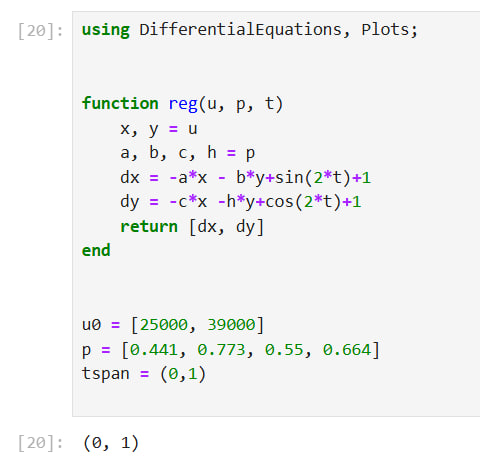 [20]: using DifferentialEquations, Plots;
function reg(u, p, t)
    x, y = u
    a, b, c, h = p
    dx = -a*x - b*y+sin(2*t)+1
    dy = -c*x -h*y+cos(2*t)+1
    return [dx, dy]
end
u0 = [25000, 39000]
p = [0.441, 0.773, 0.55, 0.664]
tspan = (0,1)
[20]: (0, 1)